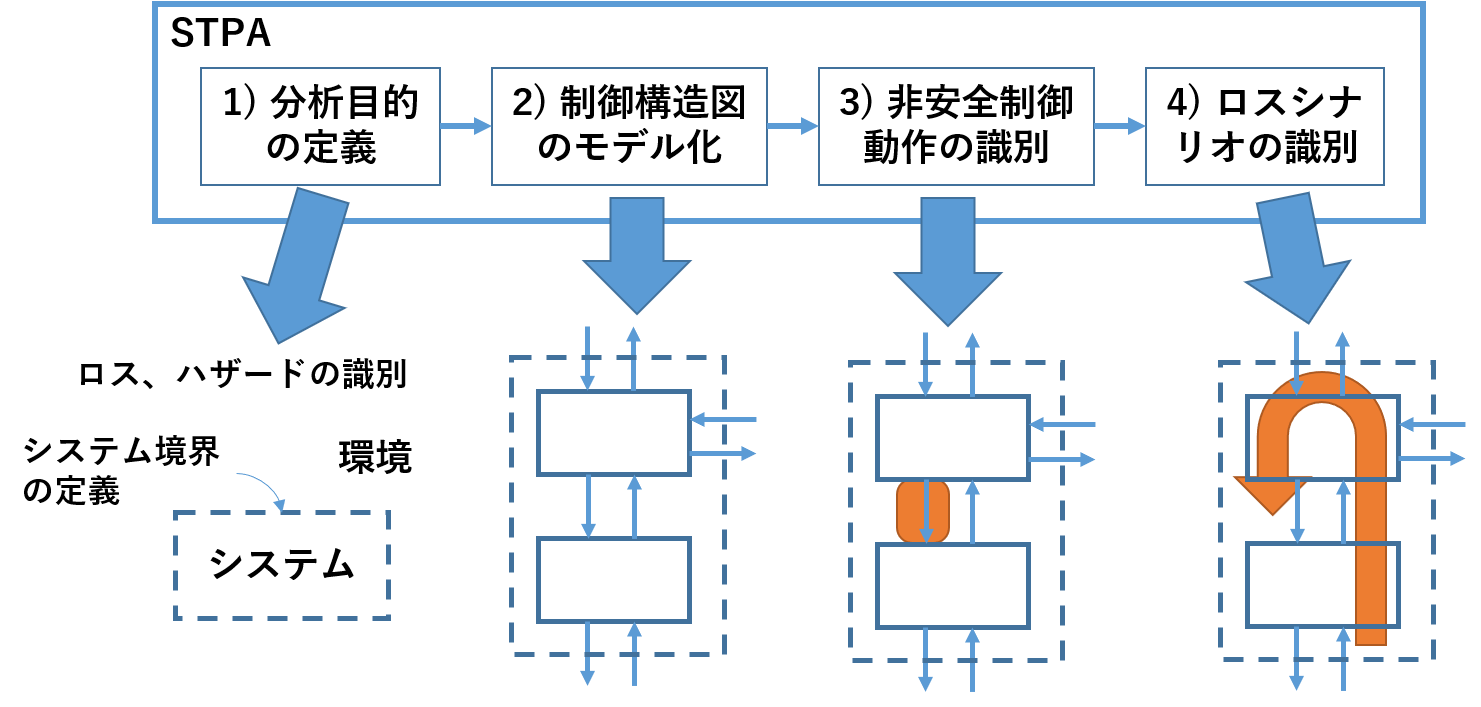 STPA
1) 分析目的
の定義
2) 制御構造図
のモデル化
3) 非安全制御
動作の識別
4) ロスシナ
リオの識別
ロス、ハザードの識別
システム境界
の定義
環境
システム